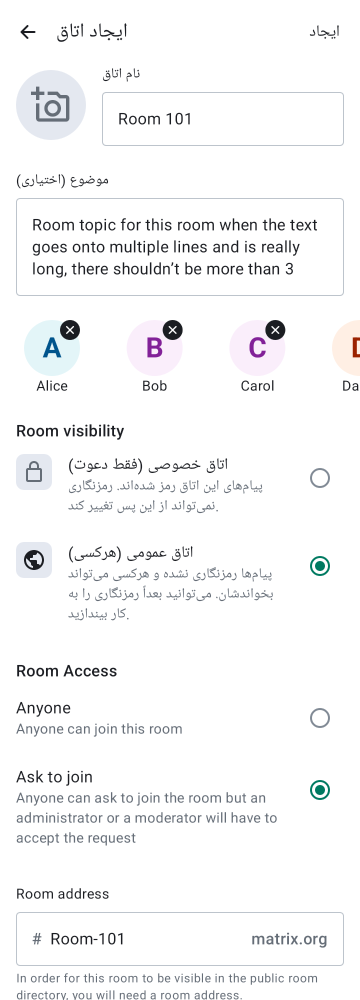 ایجاد اتاق
ایجاد
نام اتاق
Room 101
موضوع (اختیاری)
Room topic for this room when the text
goes onto multiple lines and is really
long, there shouldn’t be more than 3
A
B
C
Alice
Bob
Carol
Da
Room visibility
اتاق خصوصی (فقط دعوت)
پیام‌های این اتاق رمز شده‌اند. رمزنگاری
نمی‌تواند از این پس تغییر کند.
اتاق عمومی (هرکسی)
پیام‌ها رمزنگاری نشده و هرکسی می‌تواند
بخواندشان. می‌توانید بعداً رمزنگاری را به
کار بیندازید.
Room Access
Anyone
Anyone can join this room
Ask to join
Anyone can ask to join the room but an
administrator or a moderator will have to
accept the request
Room address
# Room-101 matrix.org
In order for this room to be visible in the public room
directory, you will need a room address.